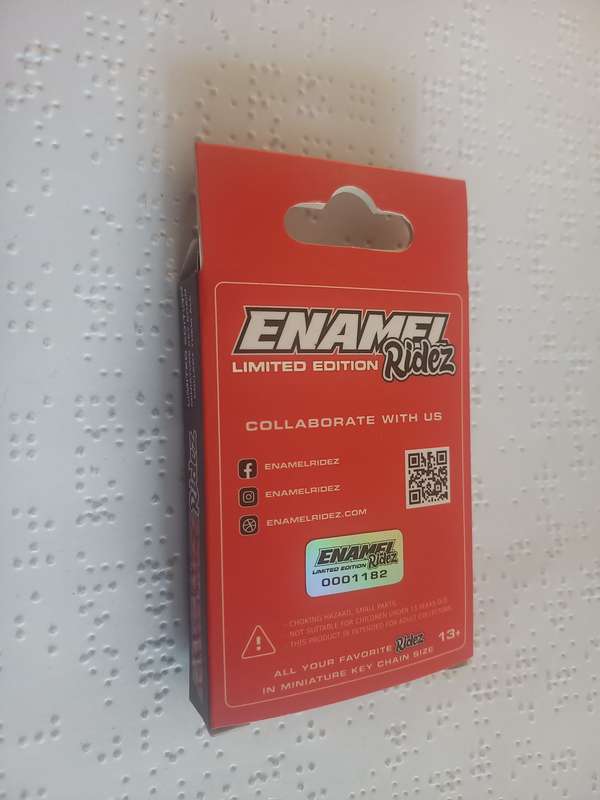 ENAMEL
Ridez
LIMITED EDITION
COLLABORATE WITH US
ENAMELRIDEZ
ENAMELRIDEZ
ENAMELRIDEZ.COM
ENAMEL
LIMITED EDITION Ridez
0001182
- CHOKING HAZARD, SMALL PARTS.
NOT SUITABLE FOR CHILDREN UNDER 13 YEARS OLD.
THIS PRODUCT IS INTENDED FOR ADULT COLLECTORS.
ALL YOUR FAVORITE Ridez 13+
IN MINIATURE KEY CHAIN SIZE